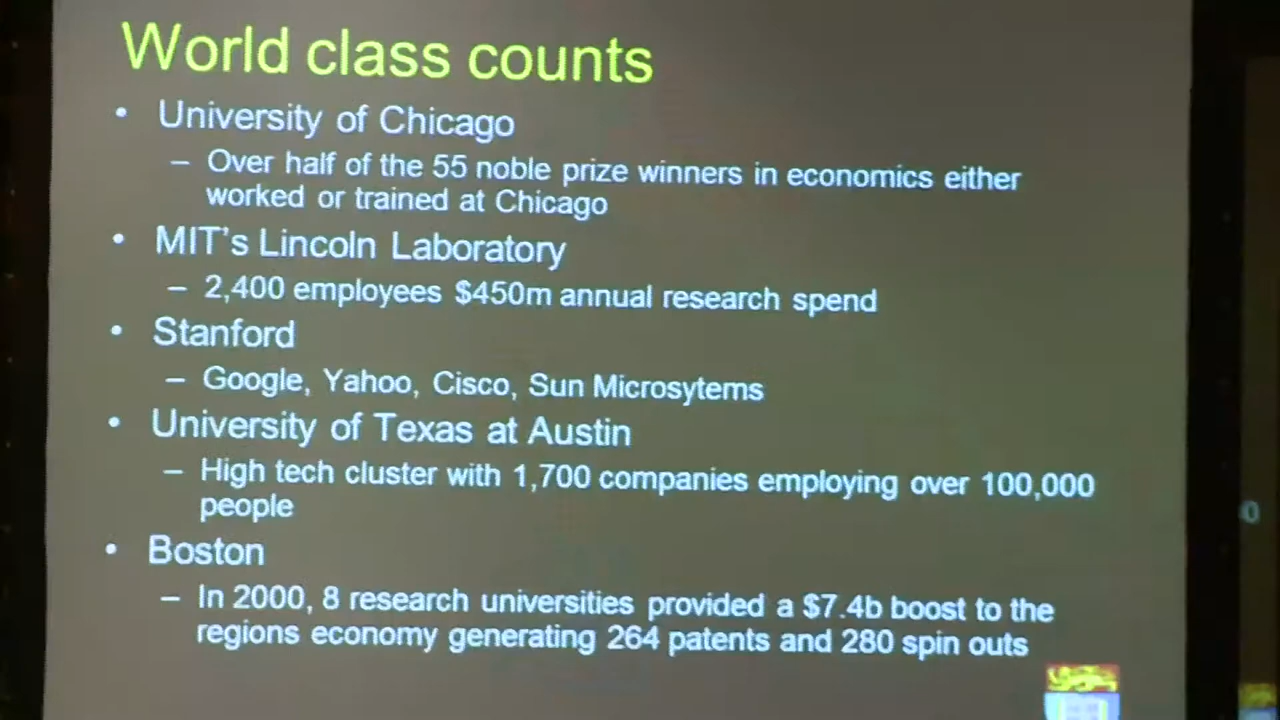 World class counts
• University of Chicago
– Over half of the 55 noble prize winners in economics either
worked or trained at Chicago
• MIT's Lincoln Laboratory
– 2,400 employees $450m annual research spend
• Stanford
– Google, Yahoo, Cisco, Sun Microsytems
• University of Texas at Austin
– High tech cluster with 1,700 companies employing over 100,000
people
• Boston
– In 2000, 8 research universities provided a $7.4b boost to the
regions economy generating 264 patents and 280 spin outs